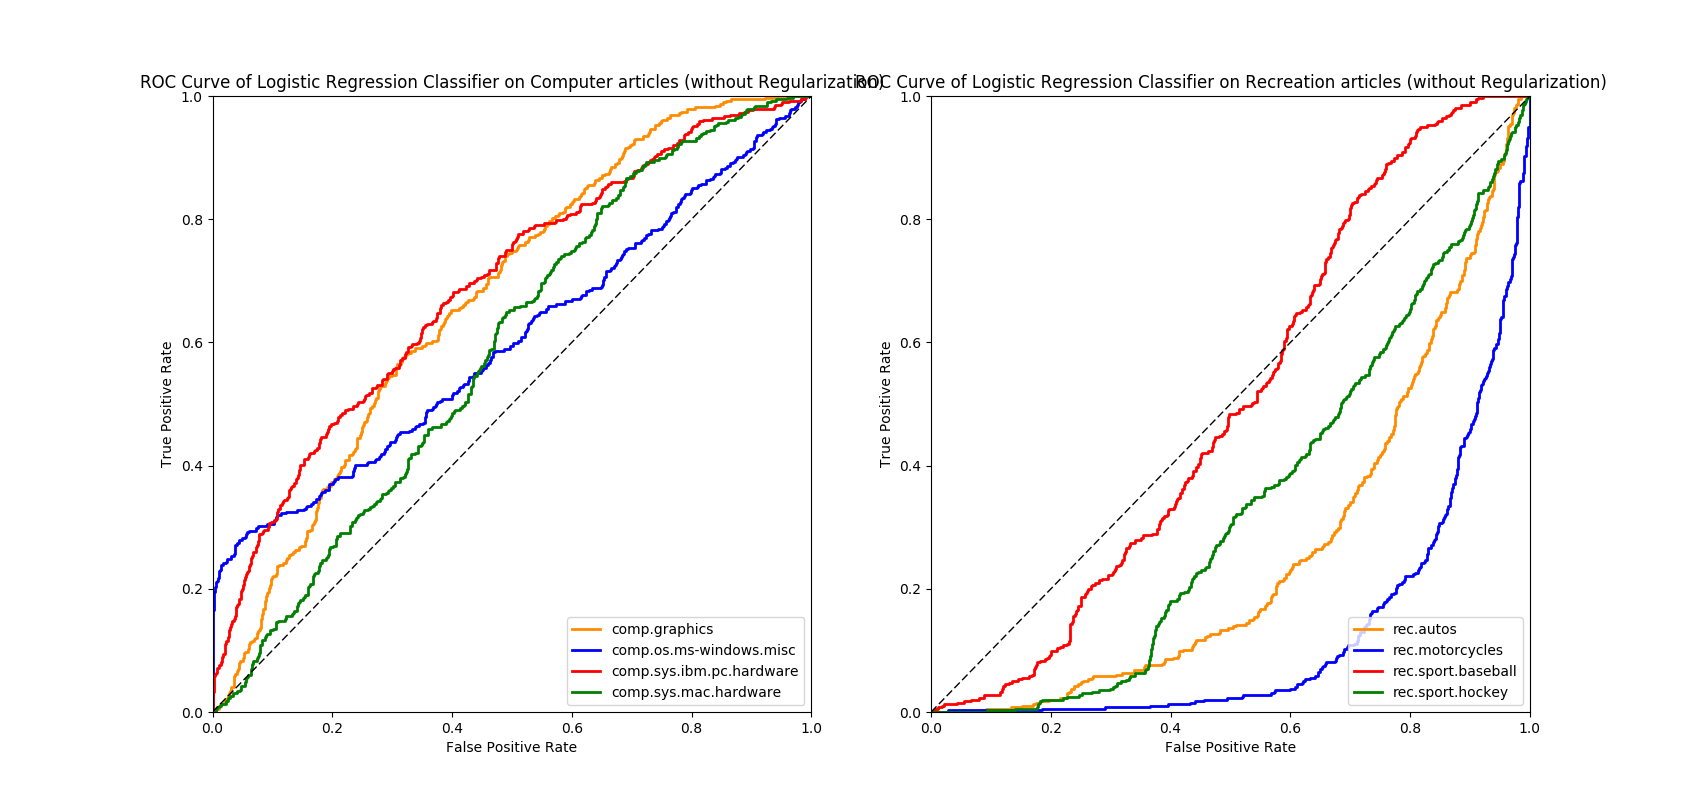 ROC Curve of Logistic Regression Classifier on Computer articles (without Regularization)
1.0
0.8
0.6
0.4
0.2
0.0
True Positive Rate
comp.graphics
comp.os.ms-windows.misc
comp.sys.ibm.pc.hardware
comp.sys.mac.hardware
0.0 0.2 0.4 0.6 0.8 1.0
False Positive Rate
ROC Curve of Logistic Regression Classifier on Recreation articles (without Regularization)
1.0
0.8
0.6
0.4
0.2
0.0
True Positive Rate
rec.autos
rec.motorcycles
rec.sport.baseball
rec.sport.hockey
0.0 0.2 0.4 0.6 0.8 1.0
False Positive Rate